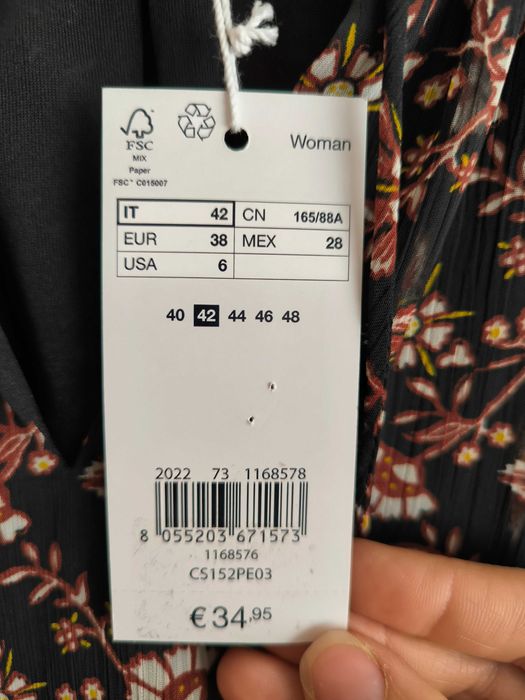 Woman
FSC
MIX
Paper
FSC™ C015007
IT 42 CN 165/88A
EUR 38 MEX 28
USA 6
40 42 44 46 48
2022 73 1168578
8 055203 671573
1168576
CS152PE03
€34,95